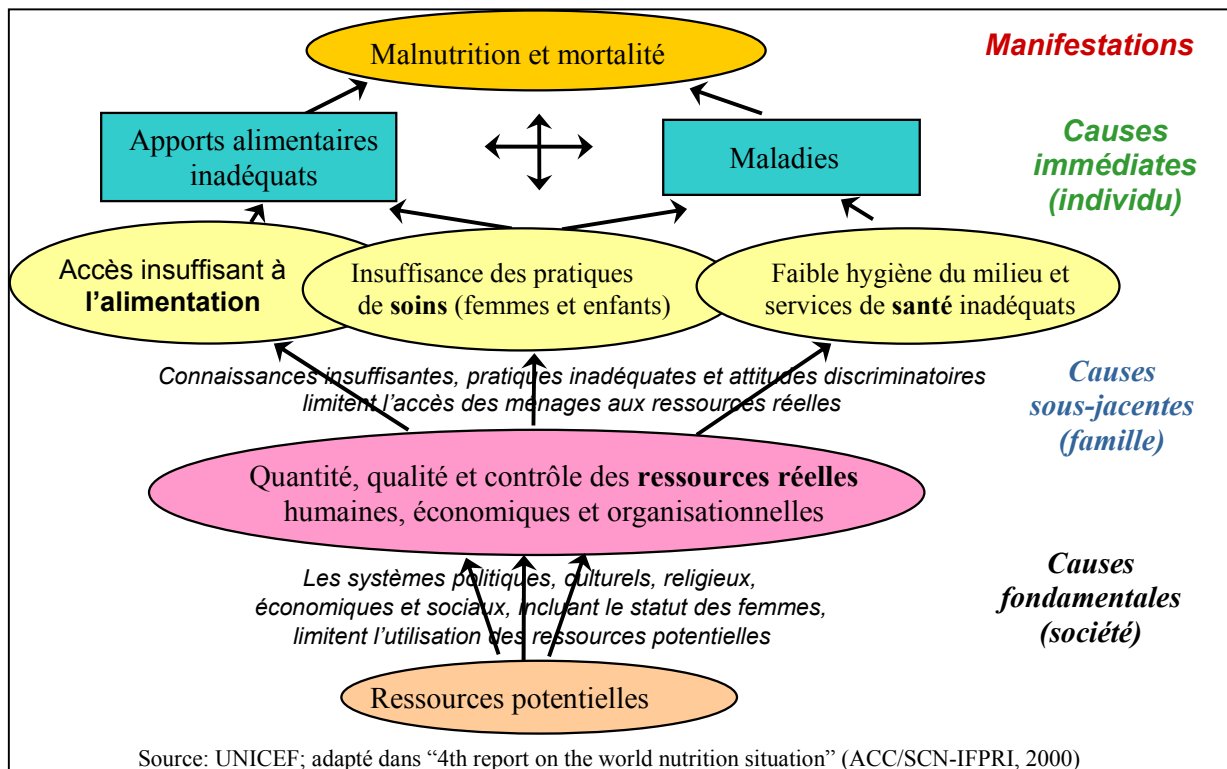 Malnutrition et mortalité
Manifestations
Apports alimentaires
inadéquats
Maladies
Causes
immédiates
(individu)
Accès insuffisant à
l’alimentation
Insuffisance des pratiques
de soins (femmes et enfants)
Faible hygiène du milieu et
services de santé inadéquats
Connaissances insuffisantes, pratiques inadéquates et attitudes discriminatoires
limitent l’accès des ménages aux ressources réelles
Causes
sous-jacentes
(famille)
Quantité, qualité et contrôle des ressources réelles
humaines, économiques et organisationnelles
Les systèmes politiques, culturels, religieux,
économiques et sociaux, incluant le statut des femmes,
limitent l’utilisation des ressources potentielles
Causes
fondamentales
(société)
Ressources potentielles
Source: UNICEF; adapté dans “4th report on the world nutrition situation” (ACC/SCN-IFPRI, 2000)